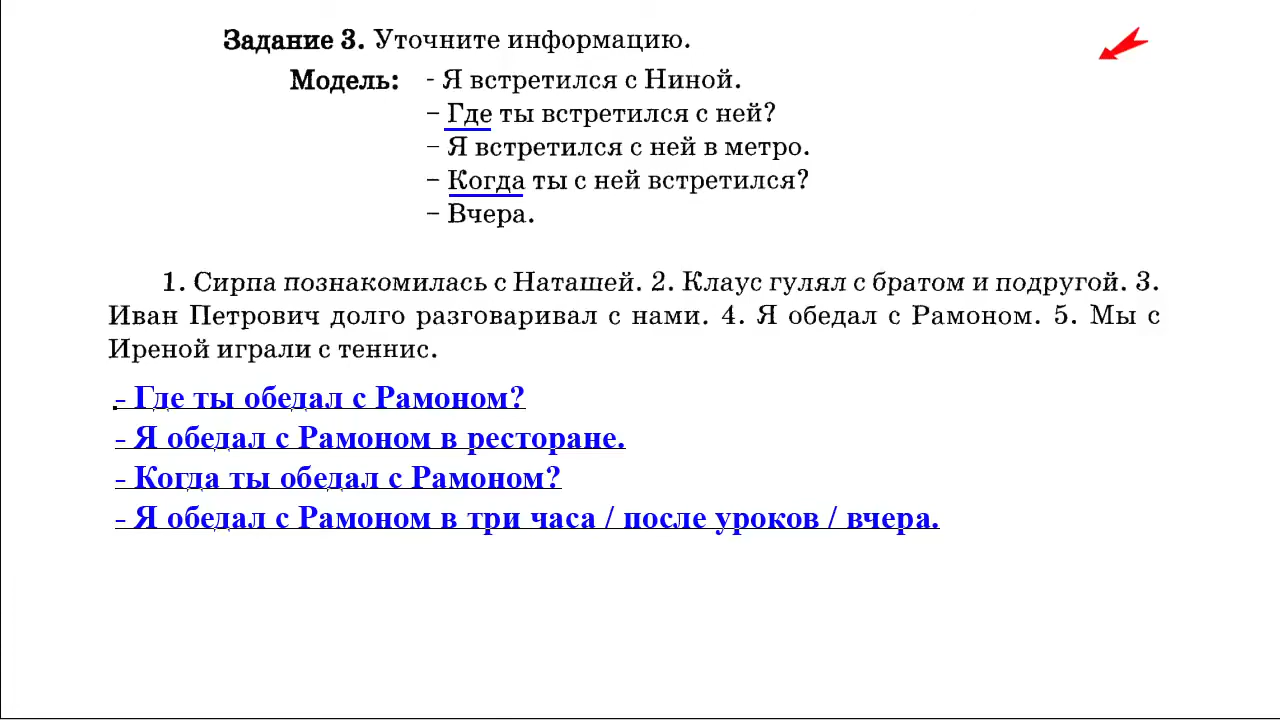 Задание 3. Уточните информацию.
Модель: - Я встретился с Ниной.
– Где ты встретился с ней?
– Я встретился с ней в метро.
– Когда ты с ней встретился?
– Вчера.
1. Сирпа познакомилась с Наташей. 2. Клаус гулял с братом и подругой. 3.
Иван Петрович долго разговаривал с нами. 4. Я обедал с Рамоном. 5. Мы с
Иреной играли с теннис.
- Где ты обедал с Рамоном?
- Я обедал с Рамоном в ресторане.
- Когда ты обедал с Рамоном?
- Я обедал с Рамоном в три часа / после уроков / вчера.